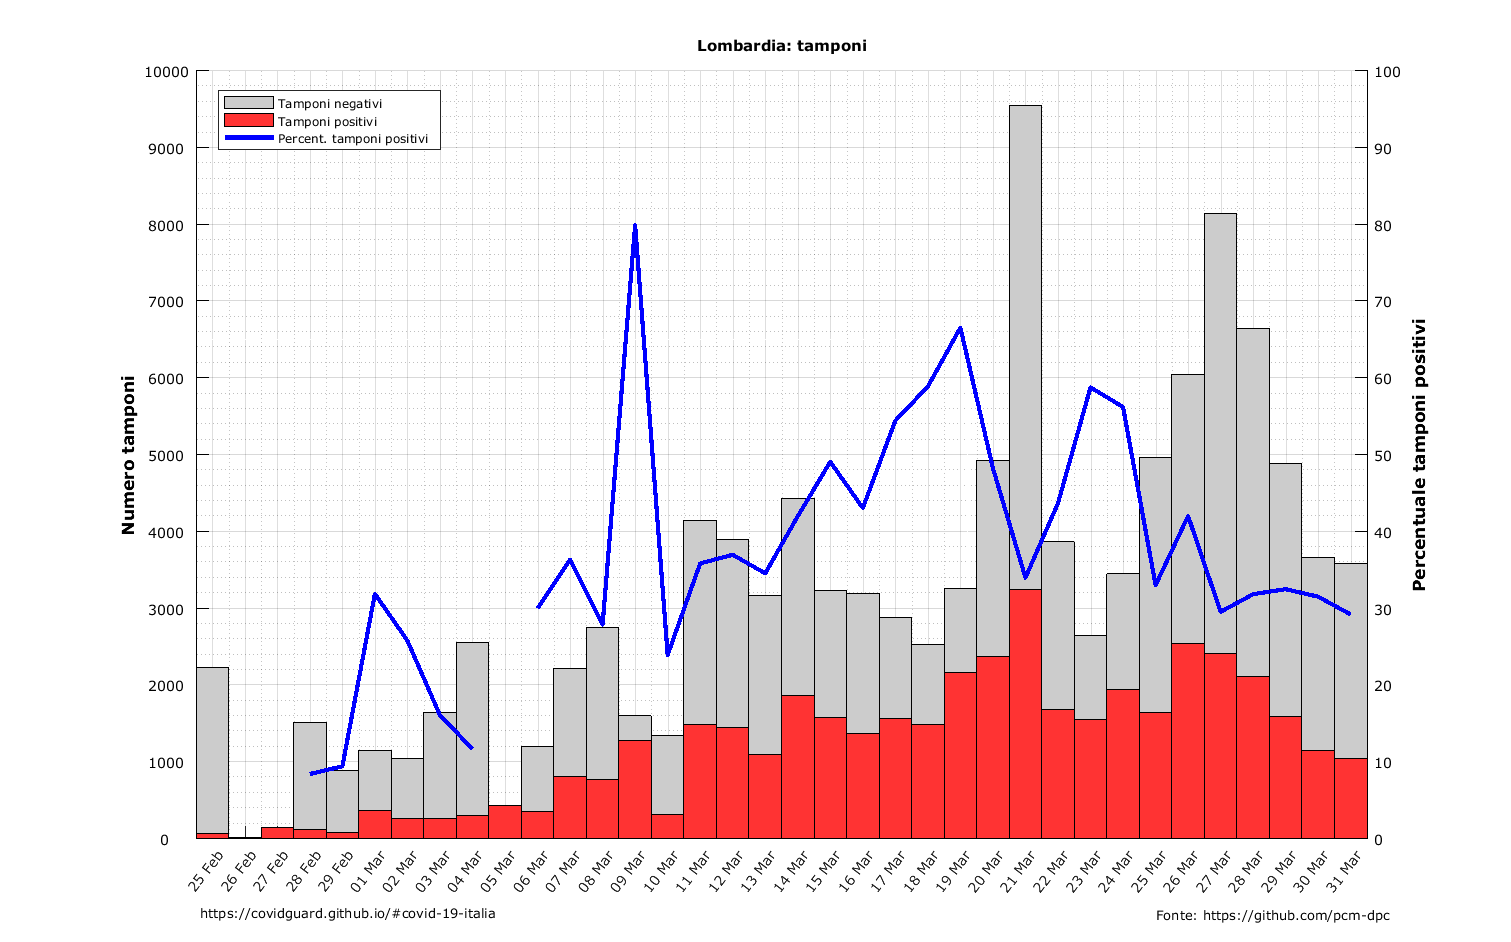 Lombardia: tamponi
Tamponi negativi
Tamponi positivi
Percent. tamponi positivi
Numero tamponi
10000
9000
8000
7000
6000
5000
4000
3000
2000
1000
0
100
90
80
70
60
50
40
30
20
10
0
Percentuale tamponi positivi
25 Feb
26 Feb
27 Feb
28 Feb
29 Feb
01 Mar
02 Mar
03 Mar
04 Mar
05 Mar
06 Mar
07 Mar
08 Mar
09 Mar
10 Mar
11 Mar
12 Mar
13 Mar
14 Mar
15 Mar
16 Mar
17 Mar
18 Mar
19 Mar
20 Mar
21 Mar
22 Mar
23 Mar
24 Mar
25 Mar
26 Mar
27 Mar
28 Mar
29 Mar
30 Mar
31 Mar
https://covidguard.github.io/#covid-19-italia
Fonte: https://github.com/pcm-dpc